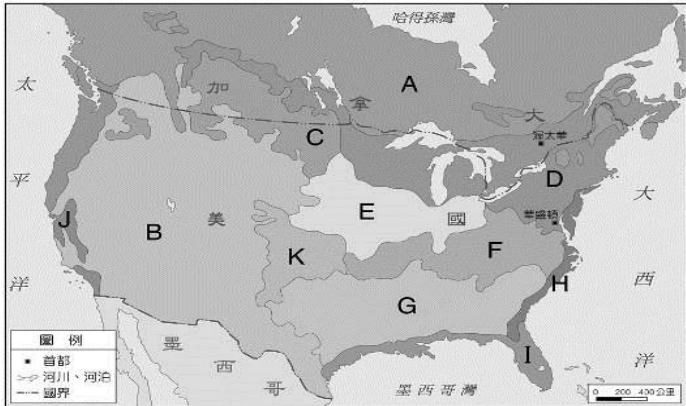 哈得孫灣
太平洋
加拿大
A
C
渥太華
D
大西洋
E
美國
華盛頓
J
B
K
F
G
H
I
墨西哥
墨西哥灣
圖例
首都
河川、河泊
國界
0 200 400公里